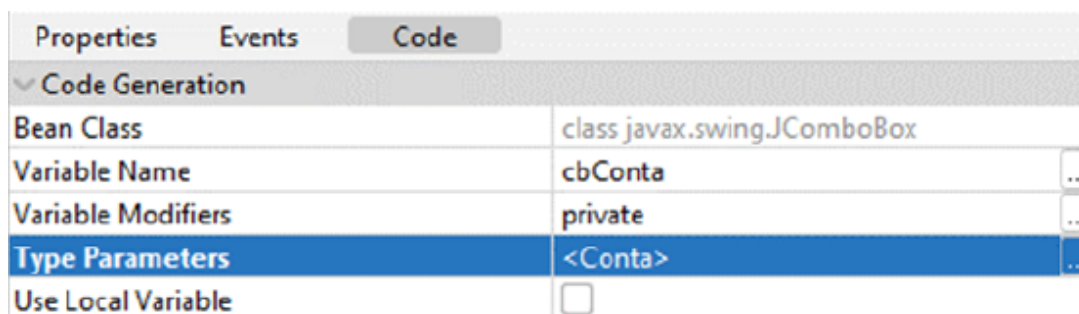 Properties Events Code
Code Generation
Bean Class class javax.swing.JComboBox
Variable Name cbConta ...
Variable Modifiers private ...
Type Parameters <Conta> ...
Use Local Variable